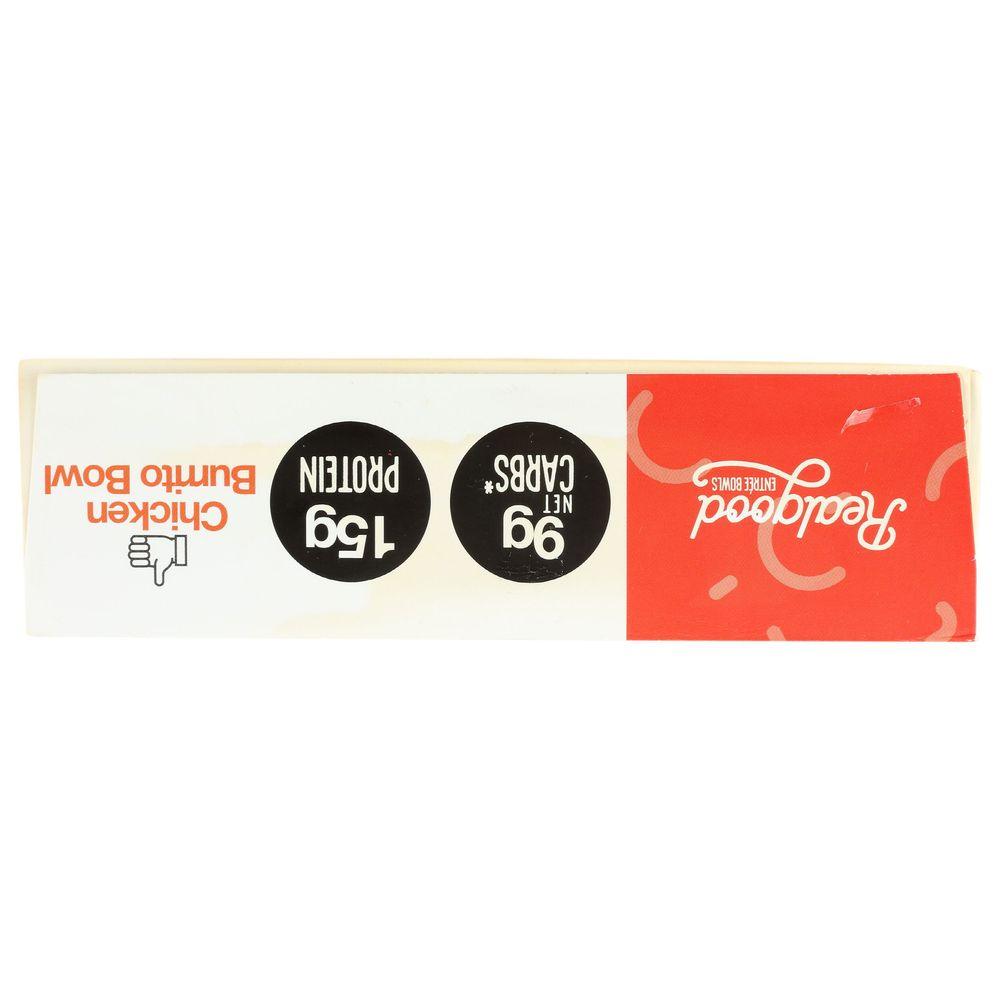 Realgood
ENTRÉE BOWLS
9g
NET
CARBS*
15g
PROTEIN
Chicken
Burrito Bowl